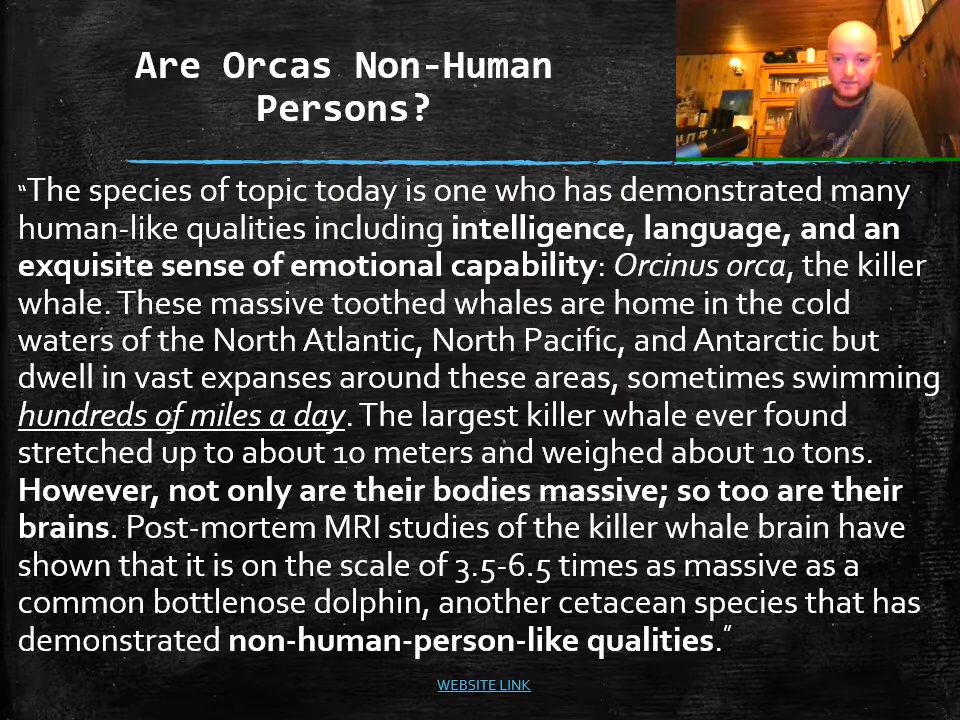 Are Orcas Non-Human
Persons?
“The species of topic today is one who has demonstrated many
human-like qualities including intelligence, language, and an
exquisite sense of emotional capability: Orcinus orca, the killer
whale. These massive toothed whales are home in the cold
waters of the North Atlantic, North Pacific, and Antarctic but
dwell in vast expanses around these areas, sometimes swimming
hundreds of miles a day. The largest killer whale ever found
stretched up to about 10 meters and weighed about 10 tons.
However, not only are their bodies massive; so too are their
brains. Post-mortem MRI studies of the killer whale brain have
shown that it is on the scale of 3.5-6.5 times as massive as a
common bottlenose dolphin, another cetacean species that has
demonstrated non-human-person-like qualities.”
WEBSITE LINK